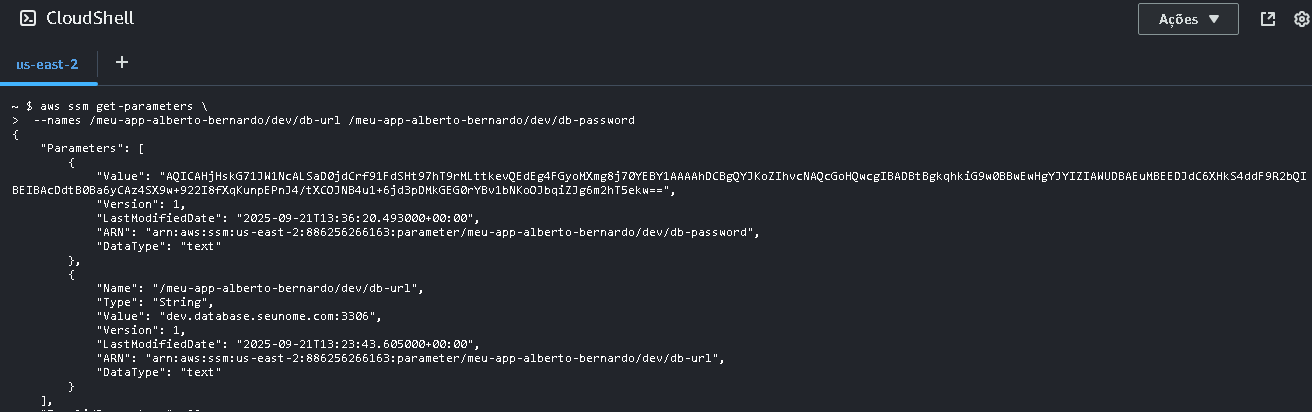 CloudShell
Ações
us-east-2
~ $ aws ssm get-parameters \
> --names /meu-app-alberto-bernardo/dev/db-url /meu-app-alberto-bernardo/dev/db-password
{
"Parameters": [
{
"Value":
"Version": 1,
"LastModifiedDate": "2025-09-21T13:36:20.493000+00:00",
"ARN": "arn:aws:ssm:us-east-2:886256266163:parameter/meu-app-alberto-bernardo/dev/db-password",
"DataType": "text"
},
{
"Name": "/meu-app-alberto-bernardo/dev/db-url",
"Type": "String",
"Value": "dev.database.seunome.com:3306",
"Version": 1,
"LastModifiedDate": "2025-09-21T13:23:43.605000+00:00",
"ARN": "arn:aws:ssm:us-east-2:886256266163:parameter/meu-app-alberto-bernardo/dev/db-url",
"DataType": "text"
}
],